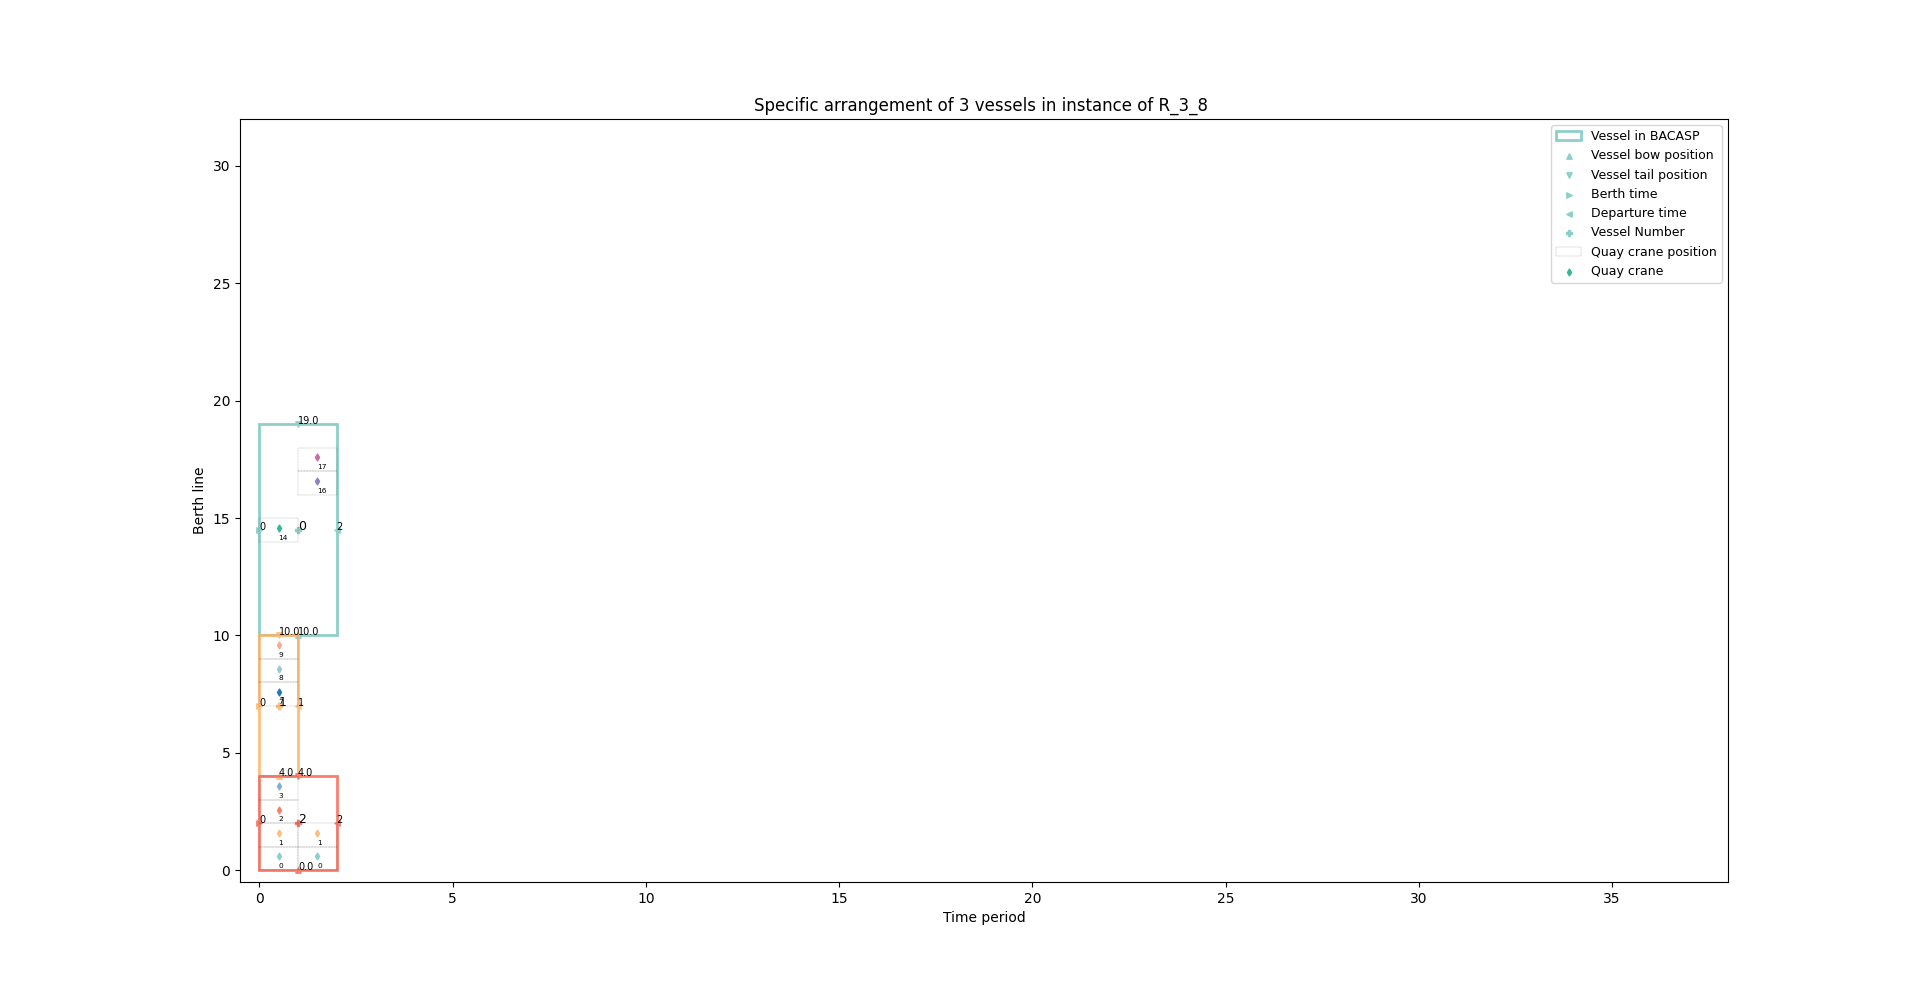 Specific arrangement of 3 vessels in instance of R_3_8
Vessel in BACASP
Vessel bow position
Vessel tail position
Berth time
Departure time
Vessel Number
Quay crane position
Quay crane
Berth line
30
25
20
15
10
5
0
19.0
17
16
0 0 2
14
10.0 10.0
9
8
0 1 1
4.0 4.0
3
2
0 2 2
1 1
0 0.0 0
0 5 10 15 20 25 30 35
Time period